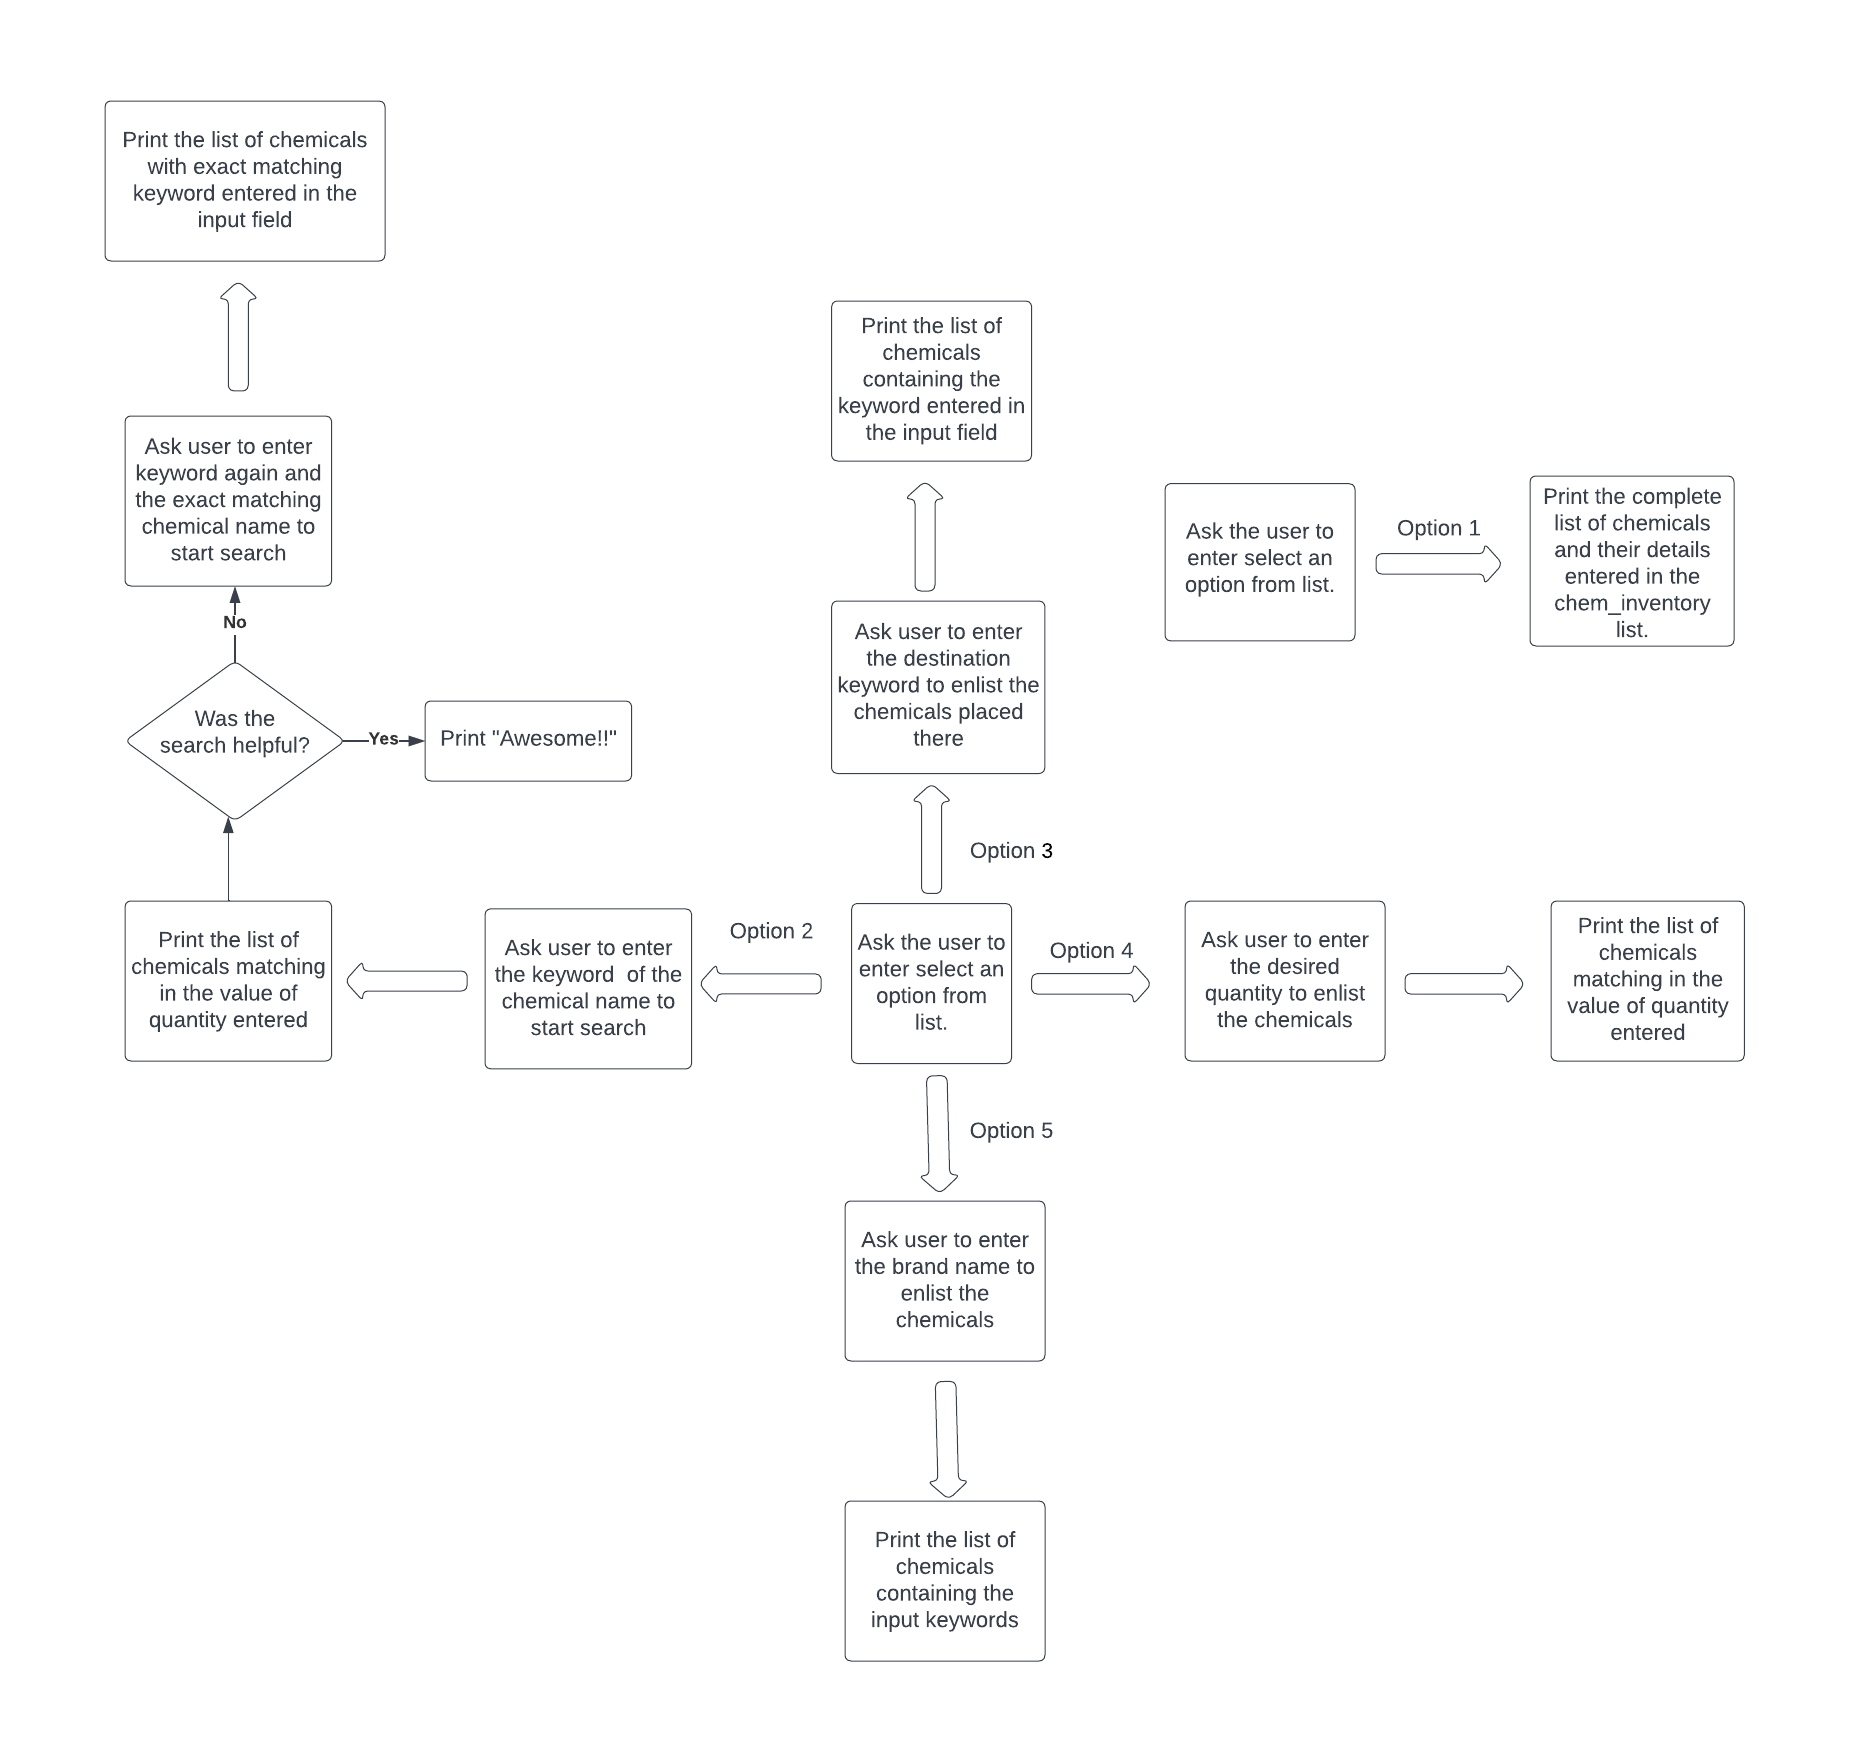 Print the list of chemicals
with exact matching
keyword entered in the
input field
Print the list of
chemicals
containing the
keyword entered in
the input field
Ask user to enter
keyword again and
the exact matching
chemical name to
start search
Ask the user to
enter select an
option from list.
Option 1
Print the complete
list of chemicals
and their details
entered in the
chem_inventory
list.
No
Ask user to enter
the destination
keyword to enlist the
chemicals placed
there
Was the
search helpful?
Yes
Print "Awesome!!"
Option 3
Print the list of
chemicals matching
in the value of
quantity entered
Ask user to enter
the keyword  of the
chemical name to
start search
Option 2
Ask the user to
enter select an
option from
list.
Option 4
Ask user to enter
the desired
quantity to enlist
the chemicals
Print the list of
chemicals
matching in the
value of quantity
entered
Option 5
Ask user to enter
the brand name to
enlist the
chemicals
Print the list of
chemicals
containing the
input keywords